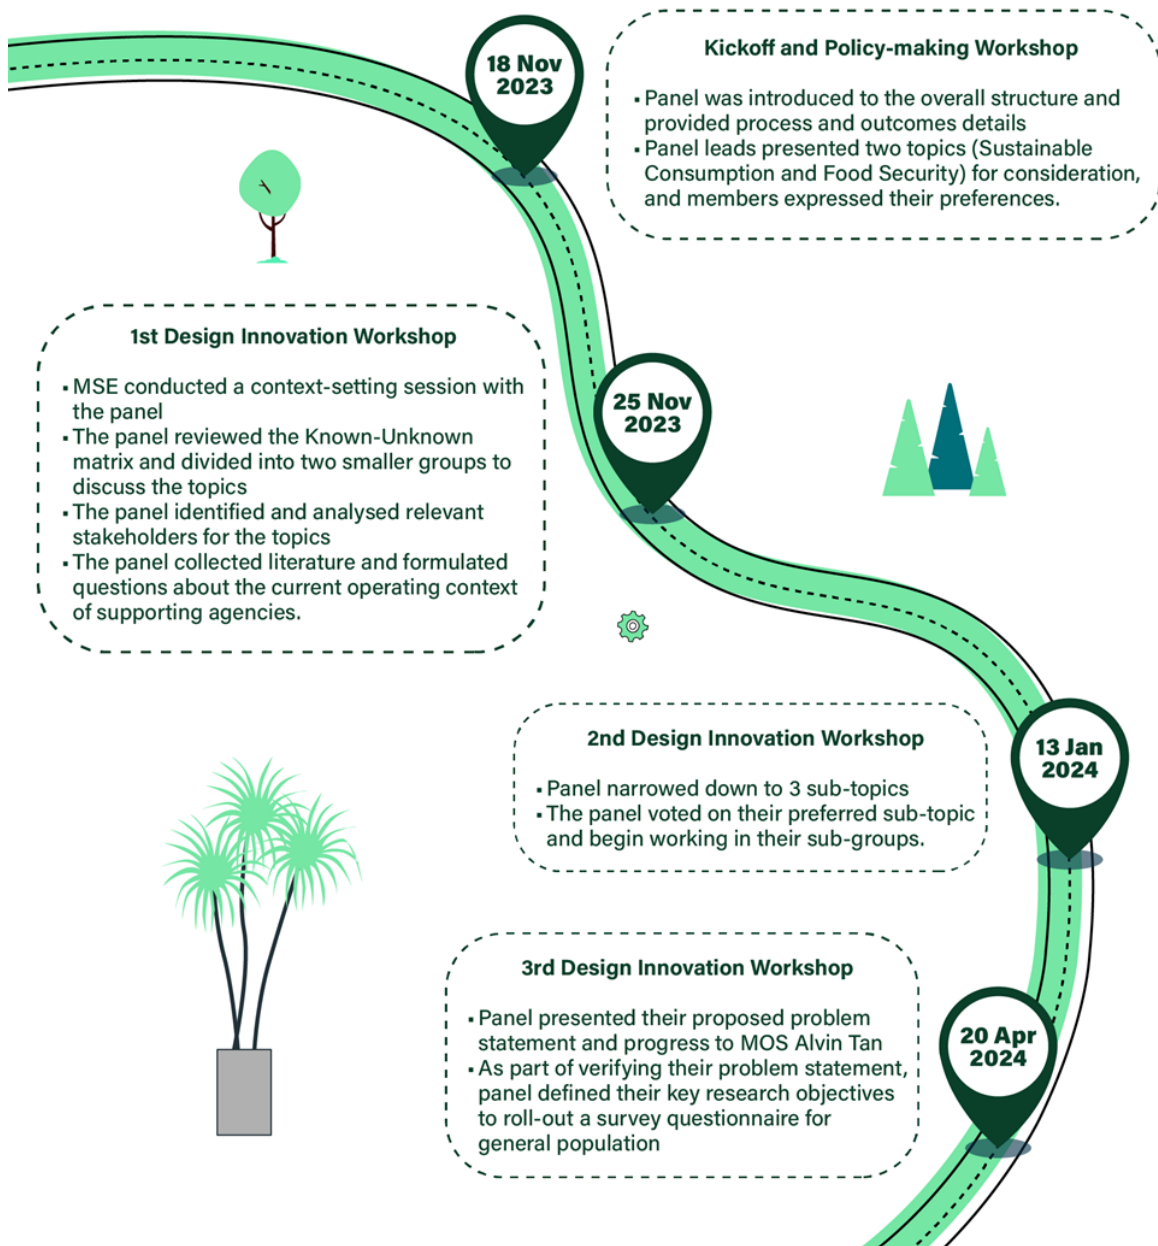 18 Nov
2023
Kickoff and Policy-making Workshop
▪ Panel was introduced to the overall structure and
provided process and outcomes details
▪ Panel leads presented two topics (Sustainable
Consumption and Food Security) for consideration,
and members expressed their preferences.
1st Design Innovation Workshop
▪ MSE conducted a context-setting session with
the panel
▪ The panel reviewed the Known-Unknown
matrix and divided into two smaller groups to
discuss the topics
▪ The panel identified and analysed relevant
stakeholders for the topics
▪ The panel collected literature and formulated
questions about the current operating context
of supporting agencies.
25 Nov
2023
2nd Design Innovation Workshop
▪ Panel narrowed down to 3 sub-topics
▪ The panel voted on their preferred sub-topic
and begin working in their sub-groups.
13 Jan
2024
3rd Design Innovation Workshop
▪ Panel presented their proposed problem
statement and progress to MOS Alvin Tan
▪ As part of verifying their problem statement,
panel defined their key research objectives
to roll-out a survey questionnaire for
general population
20 Apr
2024